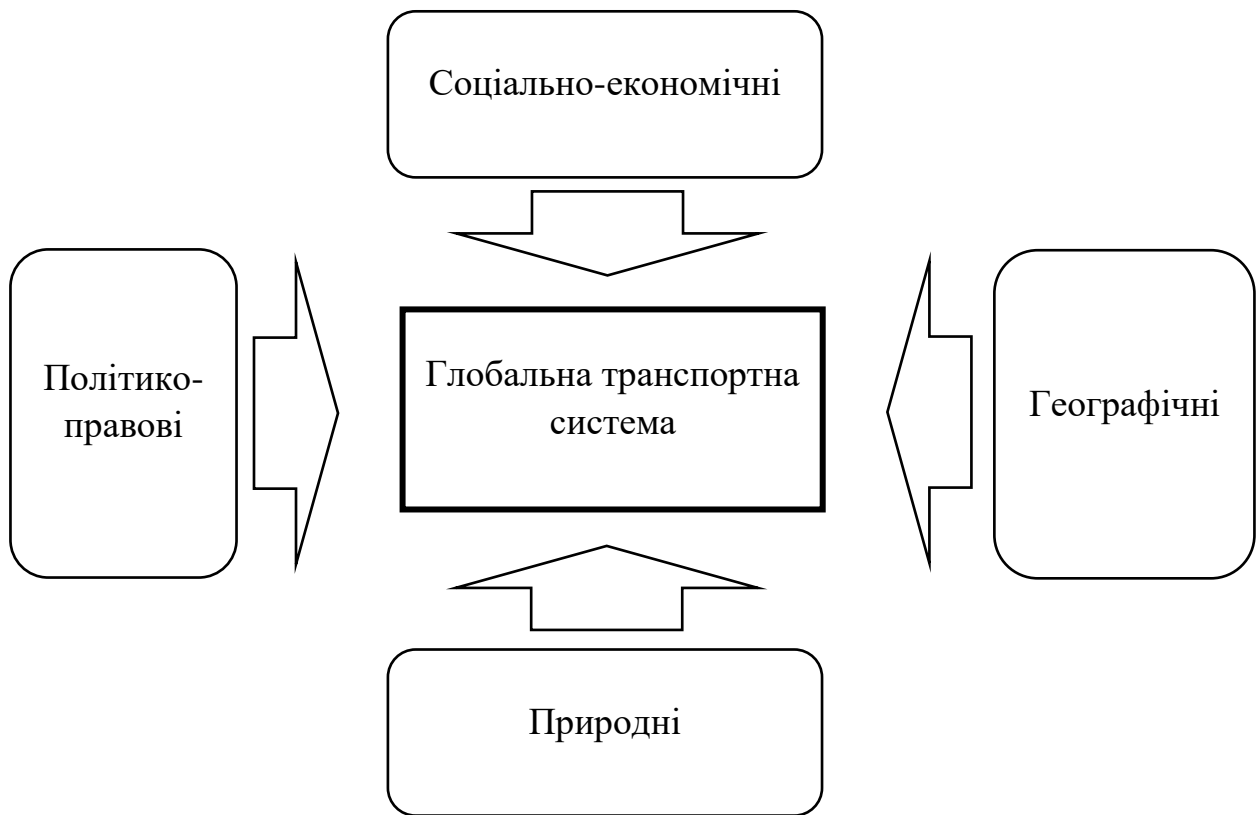 Соціально-економічні
Політико-
правові
Глобальна транспортна
система
Географічні
Природні